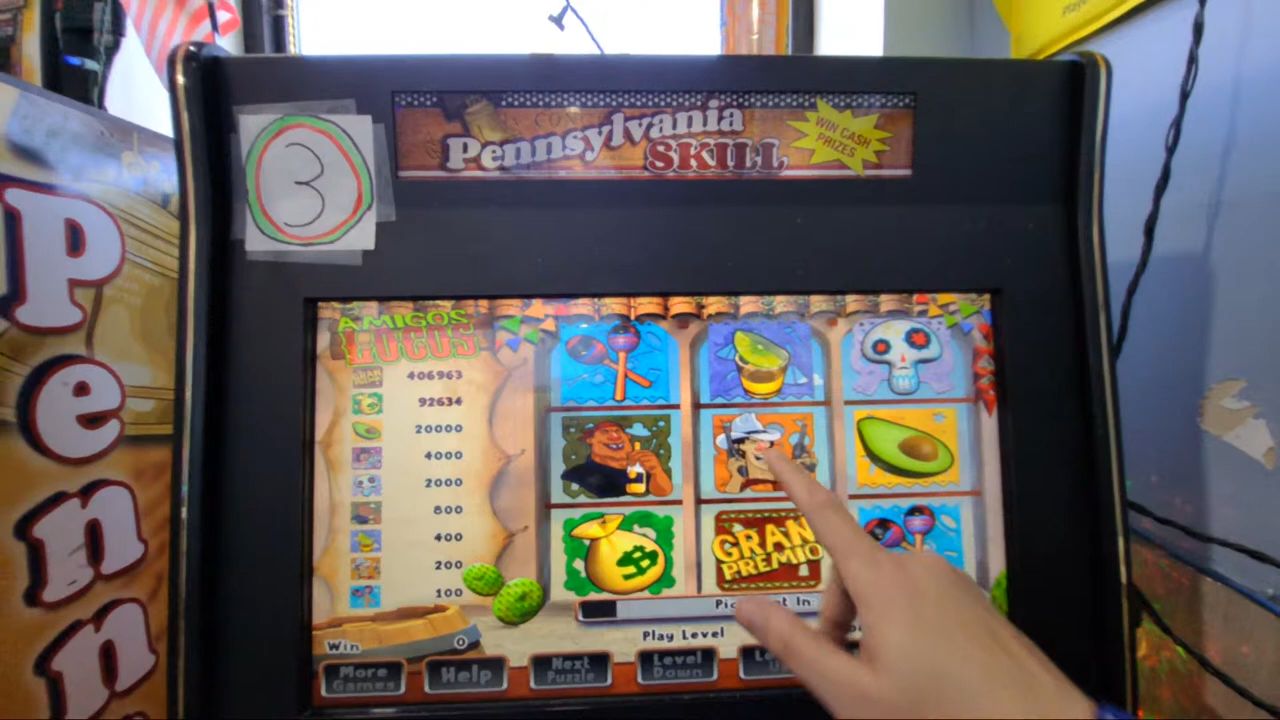 Pennsylvania
SKILL
WIN CASH
PRIZES
3
Penn
AMIGOS
LOCOS
406963
92634
20000
4000
2000
800
400
200
100
GRAN
PREMIO
Play Level
Win 0
More
Games
Help
Next
Puzzle
Level
Down